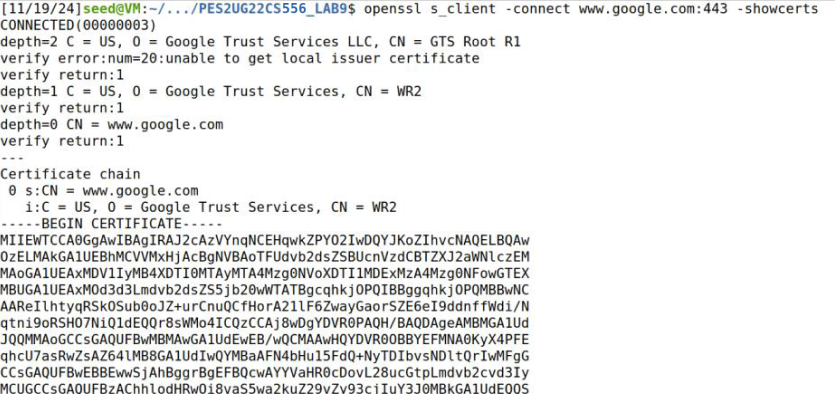 [11/19/24]seed@VM:~/.../PES2UG22CS556_LAB9$ openssl s_client -connect www.google.com:443 -showcerts
CONNECTED(00000003)
depth=2 C = US, O = Google Trust Services LLC, CN = GTS Root R1
verify error:num=20:unable to get local issuer certificate
verify return:1
depth=1 C = US, O = Google Trust Services, CN = WR2
verify return:1
depth=0 CN = www.google.com
verify return:1
---
Certificate chain
 0 s:CN = www.google.com
   i:C = US, O = Google Trust Services, CN = WR2
-----BEGIN CERTIFICATE-----
MIIEWTCCA0GgAwIBAgIRAJ2cAzVYnqNCEHqwkZPYO2IwDQYJKoZIhvcNAQELBQAw
OzELMAkGA1UEBhMCVVMxHjAcBgNVBAoTFUdvb2dsZSBUcnVzdCBTZXJ2aWNlczEM
MAoGA1UEAxMDV1IyMB4XDTI0MTAyMTA4Mzg0NVoXDTI1MDExMzA4Mzg0NFowGTEX
MBUGA1UEAxMOd3d3Lmdvb2dsZS5jb20wWTATBgcqhkjOPQIBBggqhkjOPQMBBwNC
AAReIlhtyqRSkOSub0oJZ+urCnuQCfHorA21lF6ZwayGaorSZE6eI9ddnffWdi/N
qtni9oRSHO7NiQ1dEQQr8sWMo4ICQzCCAj8wDgYDVR0PAQH/BAQDAgeAMBMGA1Ud
JQQMMAoGCCsGAQUFBwMBMAwGA1UdEwEB/wQCMAAwHQYDVR0OBBYEFMNA0KyX4PFE
qhcU7asRwZsAZ64lMB8GA1UdIwQYMBaAFN4bHu15FdQ+NyTDIbvsNDltQrIwMFgG
CCsGAQUFBwEBBEwwSjAhBggrBgEFBQcwAYYVaHR0cDovL28ucGtpLmdvb2cvd3Iy
MCUGCCsGAQUFBzAChhlodHRwOi8vaS5wa2kuZ29vZy93cjIuY3J0MBkGA1UdEQQS